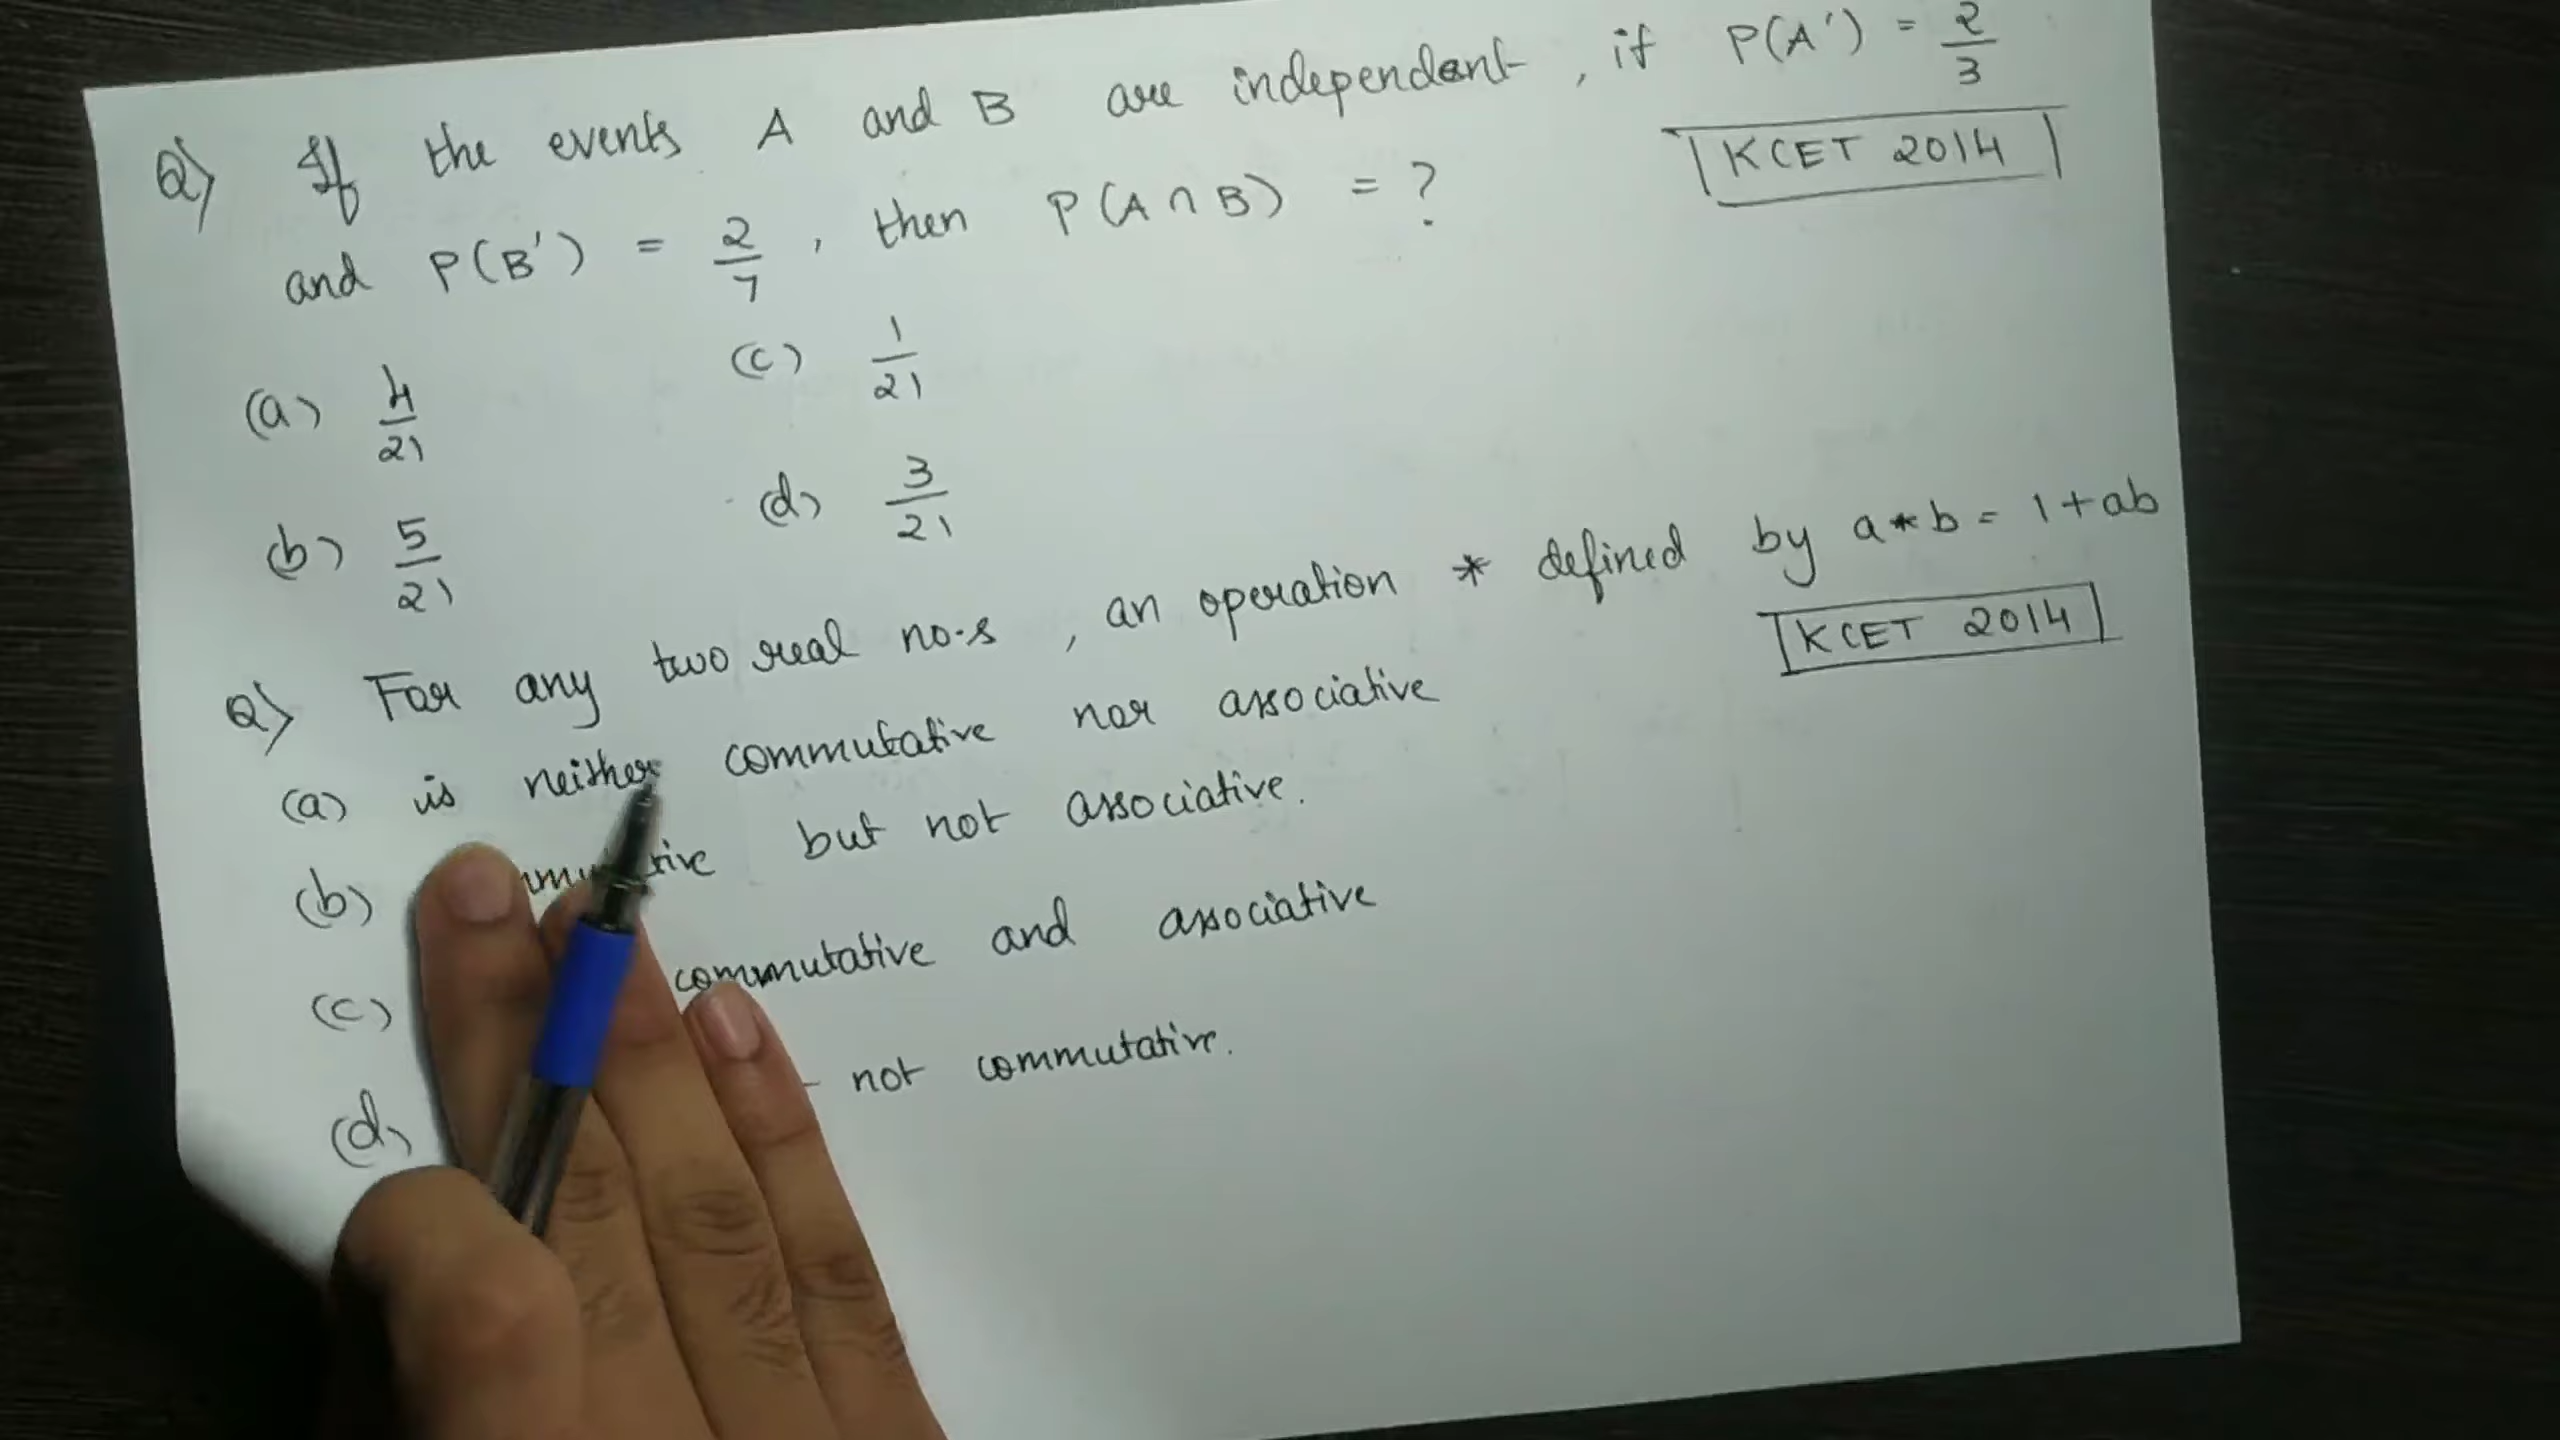 Q) If the events A and B are independent, if P(A') = 2/3
KCET 2014
and P(B') = 2/7, then P(A ∩ B) = ?
(a) 4/21
(c) 1/21
(b) 5/21
(d) 3/21
Q) For any two real no.s, an operation * defined by a*b = 1+ab
KCET 2014
(a) is neither commutative nor associative
(b) but not associative.
(c) commutative and associative
(d) not commutative.